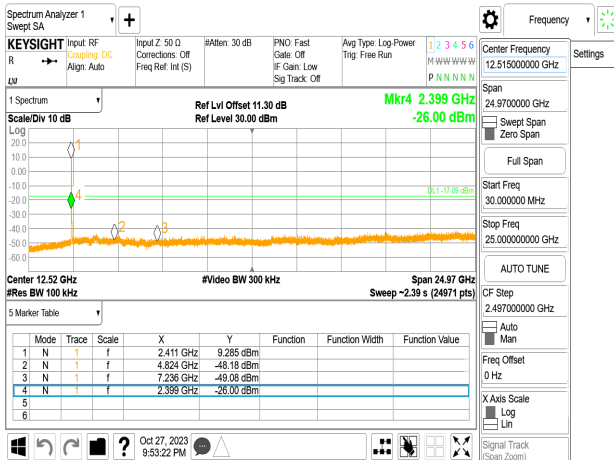 Spectrum Analyzer 1
Swept SA
Frequency
KEYSIGHT
R
Input: RF
Coupling: DC
Align: Auto
Input Z: 50 Ω
Corrections: Off
Freq Ref: Int (S)
#Atten: 30 dB
PNO: Fast
Gate: Off
IF Gain: Low
Sig Track: Off
Avg Type: Log-Power
Trig: Free Run
1 2 3 4 5 6
M W W W W W
P N N N N N
LXI
1 Spectrum
Scale/Div 10 dB
Ref Lvl Offset 11.30 dB
Ref Level 30.00 dBm
Mkr4 2.399 GHz
-26.00 dBm
Log
20.0
10.0
0.00
-10.0
-20.0
-30.0
-40.0
-50.0
-60.0
1
4
2
3
DL1 -17.09 dBm
Center 12.52 GHz
#Res BW 100 kHz
#Video BW 300 kHz
Span 24.97 GHz
Sweep ~2.39 s (24971 pts)
5 Marker Table
Mode Trace Scale X Y Function Function Width Function Value
1 N 1 f 2.411 GHz 9.285 dBm
2 N 1 f 4.824 GHz -48.18 dBm
3 N 1 f 7.236 GHz -49.08 dBm
4 N 1 f 2.399 GHz -26.00 dBm
5
6
Oct 27, 2023
9:53:22 PM
Center Frequency
12.515000000 GHz
Settings
Span
24.9700000 GHz
Swept Span
Zero Span
Full Span
Start Freq
30.000000 MHz
Stop Freq
25.000000000 GHz
AUTO TUNE
CF Step
2.497000000 GHz
Auto
Man
Freq Offset
0 Hz
X Axis Scale
Log
Lin
Signal Track
(Span Zoom)